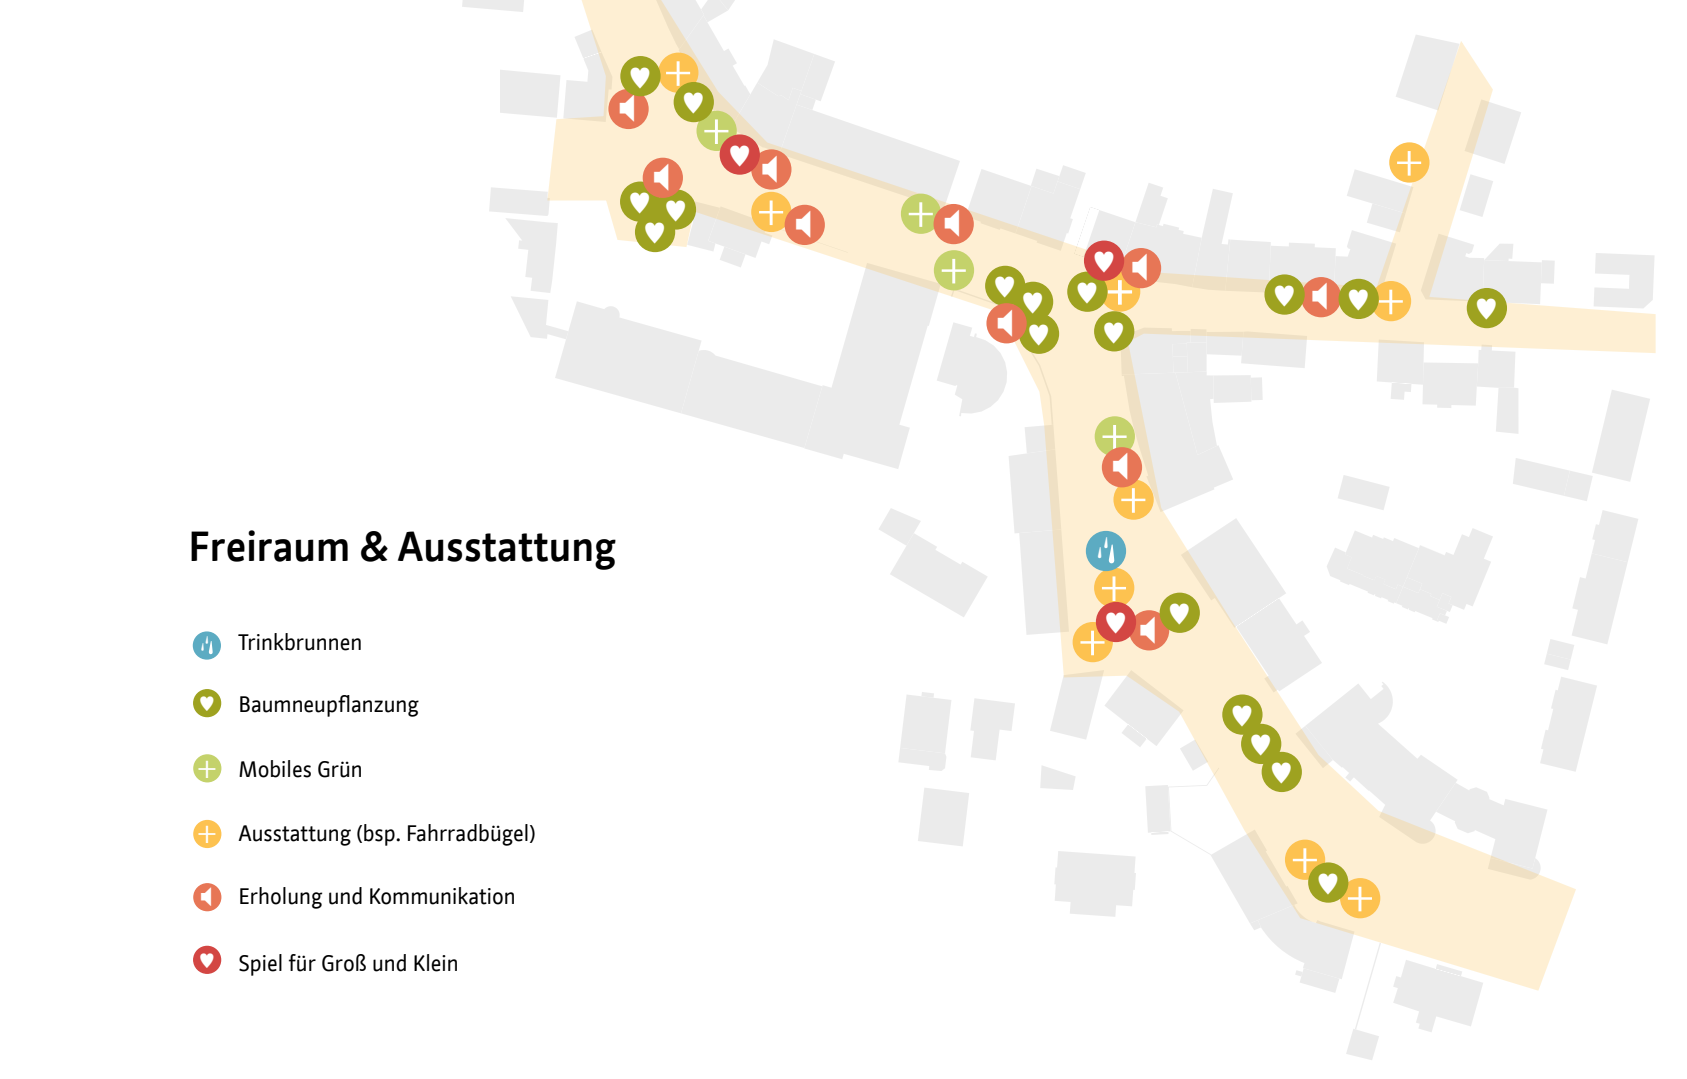 Freiraum & Ausstattung
Trinkbrunnen
Baumneupflanzung
Mobiles Grün
Ausstattung (bsp. Fahrradbügel)
Erholung und Kommunikation
Spiel für Groß und Klein